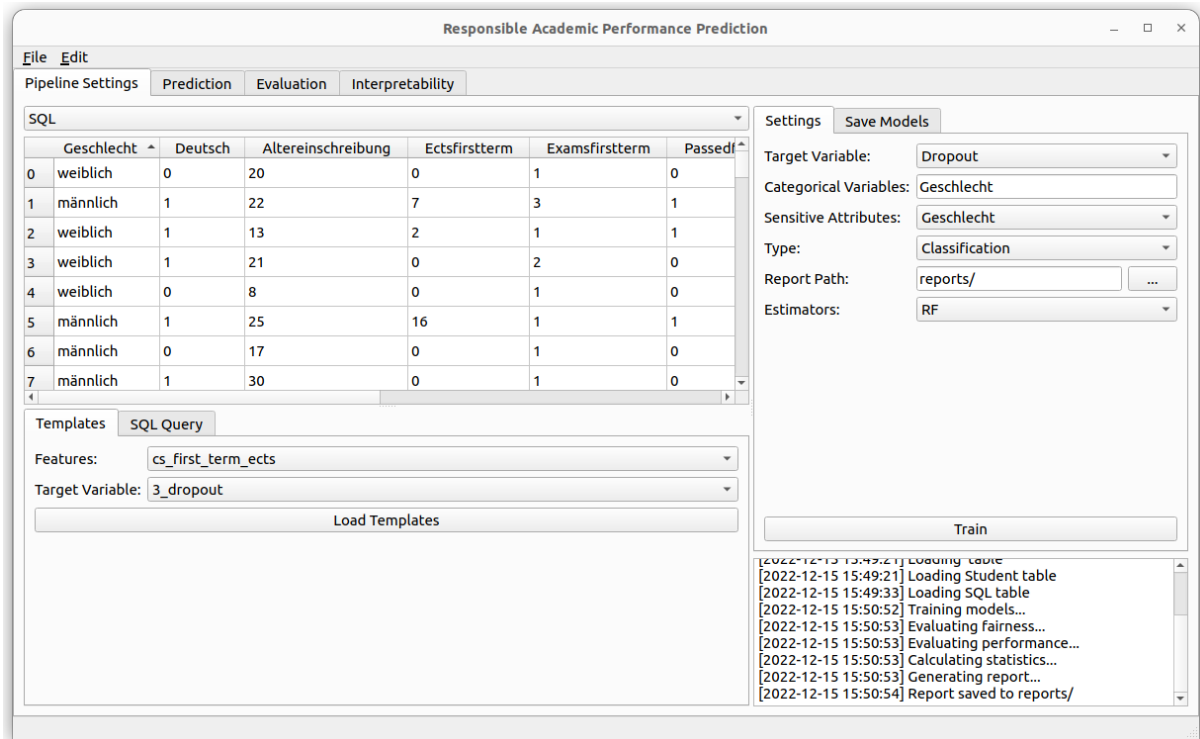 Responsible Academic Performance Prediction
File Edit
Pipeline Settings Prediction Evaluation Interpretability
SQL
Geschlecht Deutsch Altereinschreibung Ectsfirstterm Examsfirstterm
0 weiblich 0 20 0 1 0
1 männlich 1 22 7 3 1
2 weiblich 1 13 2 1 1
3 weiblich 1 21 0 2 0
4 weiblich 0 8 0 1 0
5 männlich 1 25 16 1 1
6 männlich 0 17 0 1 0
7 männlich 1 30 0 1 0
Templates SQL Query
Features: cs_first_term_ects
Target Variable: 3_dropout
Load Templates
Settings Save Models
Target Variable: Dropout
Categorical Variables: Geschlecht
Sensitive Attributes: Geschlecht
Type: Classification
Report Path: reports/ ...
Estimators: RF
Train
[2022-12-15 15:49:21] Loading table
[2022-12-15 15:49:21] Loading Student table
[2022-12-15 15:49:33] Loading SQL table
[2022-12-15 15:50:52] Training models...
[2022-12-15 15:50:53] Evaluating fairness...
[2022-12-15 15:50:53] Evaluating performance...
[2022-12-15 15:50:53] Calculating statistics...
[2022-12-15 15:50:53] Generating report...
[2022-12-15 15:50:54] Report saved to reports/